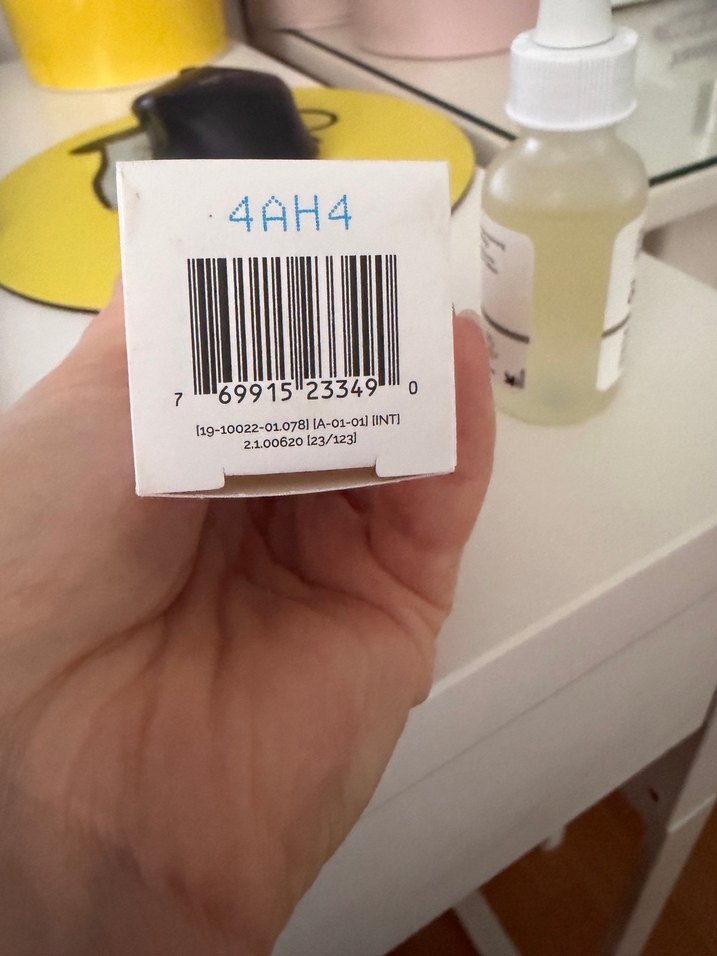 4AH4
7 69915 23349 0
[19-10022-01.078] [A-01-01] [INT]
2.1.00620 [23/123]